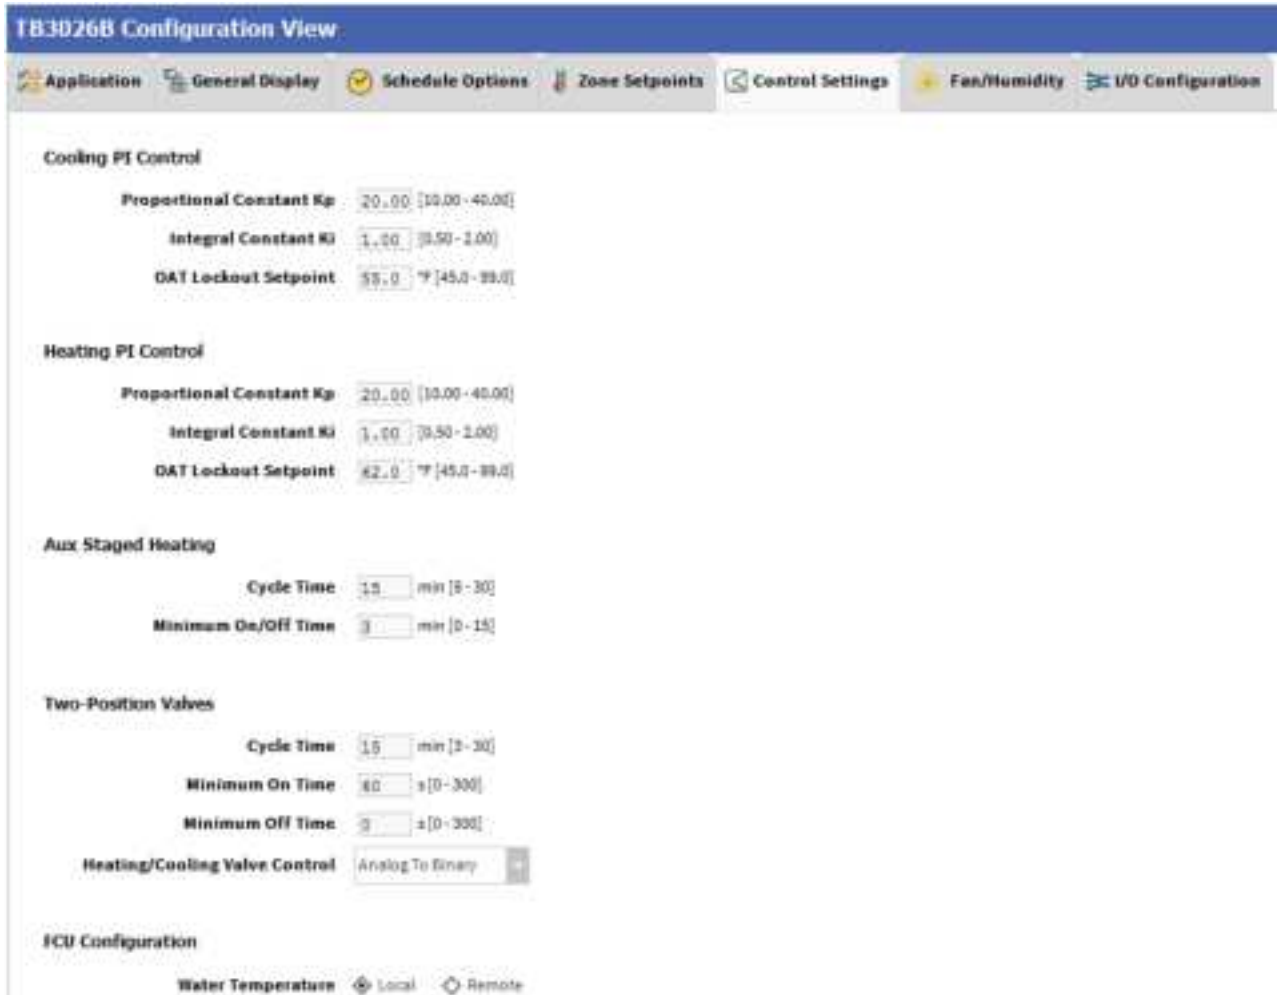 TB3026B Configuration View
Application General Display Schedule Options Zone Setpoints Control Settings Fan/Humidity I/O Configuration
Cooling PI Control
Proportional Constant Kp 20.00 [10.00 - 40.00]
Integral Constant Ki 1.00 [0.50 - 2.00]
OAT Lockout Setpoint °F [45.0 - 99.0]
Heating PI Control
Proportional Constant Kp 20.00 [10.00 - 40.00]
Integral Constant Ki 1.00 [0.50 - 2.00]
OAT Lockout Setpoint °F [45.0 - 99.0]
Aux Staged Heating
Cycle Time 15 min
Minimum On/Off Time 3 min [0 - 15]
Two-Position Valves
Cycle Time 15 min
Minimum On Time 60 s [0 - 300]
Minimum Off Time 0 s [0 - 300]
Heating/Cooling Valve Control Analog To Binary
FCU Configuration
Water Temperature Local Remote